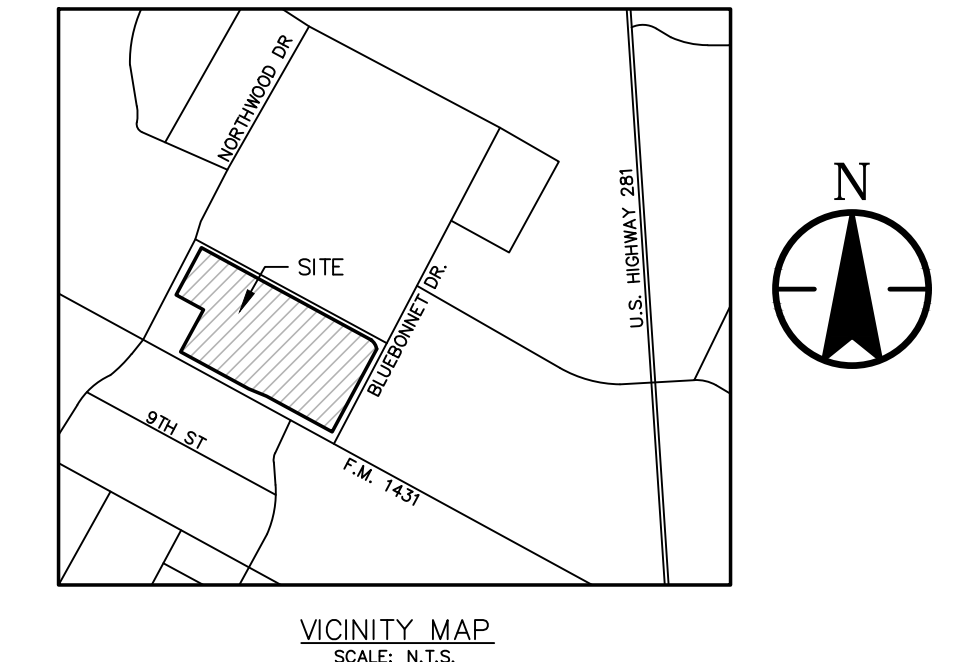 NORTHWOOD DR
U.S. HIGHWAY 281
N
SITE
BLUEBONNET DR.
9TH ST
F.M. 1431
VICINITY MAP
SCALE: N.T.S.